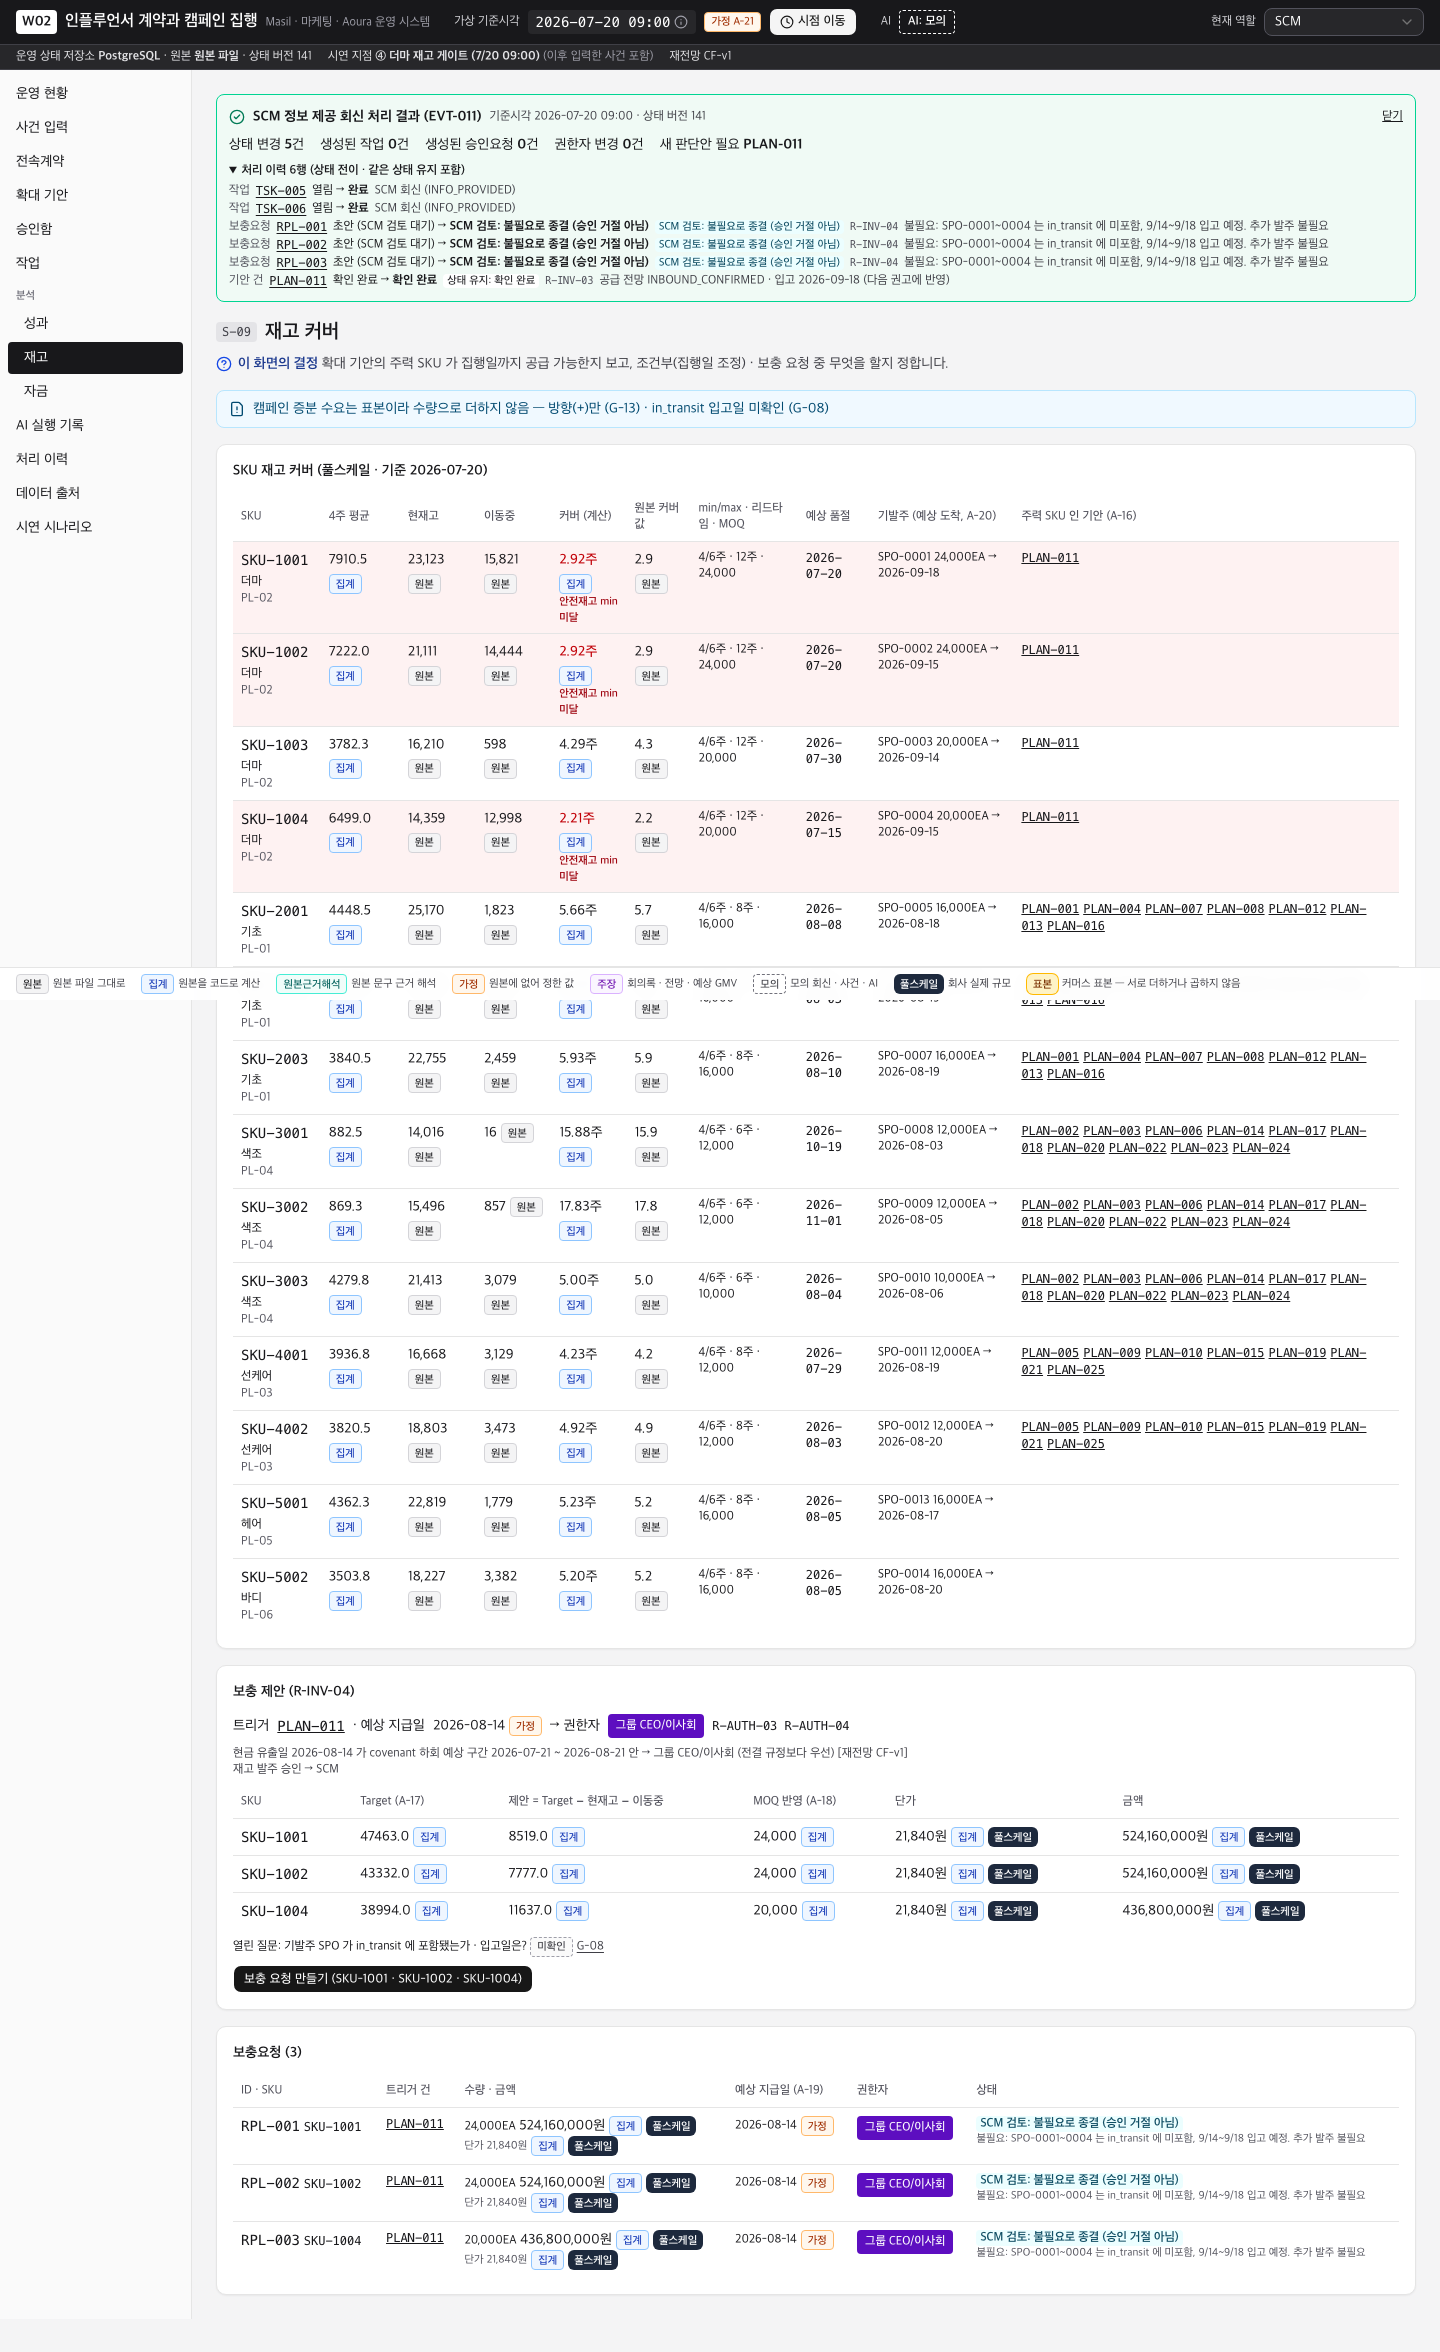 W02 인플루언서 계약과 캠페인 집행 Masil · 마케팅 · Aoura 운영 시스템 가상 기준시각 2026-07-20 09:00 가정 A-21 시점 이동 AI AI: 모의 현재 역할 SCM
운영 상태 저장소 PostgreSQL · 원본 원본 파일 · 상태 버전 141 시연 지점 ④ 더마 재고 게이트 (7/20 09:00) (이후 입력한 사건 포함) 재전망 CF-v1
운영 현황
사건 입력
전속계약
확대 기안
승인함
작업
분석
성과
재고
자금
AI 실행 기록
처리 이력
데이터 출처
시연 시나리오
SCM 정보 제공 회신 처리 결과 (EVT-011) 기준시각 2026-07-20 09:00 · 상태 버전 141 닫기
상태 변경 5건 생성된 작업 0건 생성된 승인요청 0건 권한자 변경 0건 새 판단안 필요 PLAN-011
▼ 처리 이력 6행 (상태 전이 · 같은 상태 유지 포함)
작업 TSK-005 열림 → 완료 SCM 회신 (INFO_PROVIDED)
작업 TSK-006 열림 → 완료 SCM 회신 (INFO_PROVIDED)
보충요청 RPL-001 초안 (SCM 검토 대기) → SCM 검토: 불필요로 종결 (승인 거절 아님) SCM 검토: 불필요로 종결 (승인 거절 아님) R-INV-04 불필요: SPO-0001~0004 는 in_transit 에 미포함, 9/14~9/18 입고 예정. 추가 발주 불필요
보충요청 RPL-002 초안 (SCM 검토 대기) → SCM 검토: 불필요로 종결 (승인 거절 아님) SCM 검토: 불필요로 종결 (승인 거절 아님) R-INV-04 불필요: SPO-0001~0004 는 in_transit 에 미포함, 9/14~9/18 입고 예정. 추가 발주 불필요
보충요청 RPL-003 초안 (SCM 검토 대기) → SCM 검토: 불필요로 종결 (승인 거절 아님) SCM 검토: 불필요로 종결 (승인 거절 아님) R-INV-04 불필요: SPO-0001~0004 는 in_transit 에 미포함, 9/14~9/18 입고 예정. 추가 발주 불필요
기안 건 PLAN-011 확인 완료 → 확인 완료 상태 유지: 확인 완료 R-INV-03 공급 전망 INBOUND_CONFIRMED · 입고 2026-09-18 (다음 권고에 반영)
S-09 재고 커버
이 화면의 결정 확대 기안의 주력 SKU 가 집행일까지 공급 가능한지 보고, 조건부(집행일 조정) · 보충 요청 중 무엇을 할지 정합니다.
캠페인 증분 수요는 표본이라 수량으로 더하지 않음 — 방향(+)만 (G-13) · in_transit 입고일 미확인 (G-08)
SKU 재고 커버 (풀스케일 · 기준 2026-07-20)
SKU 4주 평균 현재고 이동중 커버 (계산) 원본 커버 값 min/max · 리드타임 · MOQ 예상 품절 기발주 (예상 도착, A-20) 주력 SKU 인 기안 (A-16)
SKU-1001 7910.5 23,123 15,821 2.92주 2.9 4/6주 · 12주 · 2026- SPO-0001 24,000EA → PLAN-011
더마 집계 원본 원본 집계 원본 24,000 07-20 2026-09-18
PL-02 안전재고 min
미달
SKU-1002 7222.0 21,111 14,444 2.92주 2.9 4/6주 · 12주 · 2026- SPO-0002 24,000EA → PLAN-011
더마 집계 원본 원본 집계 원본 24,000 07-20 2026-09-15
PL-02 안전재고 min
미달
SKU-1003 3782.3 16,210 598 4.29주 4.3 4/6주 · 12주 · 2026- SPO-0003 20,000EA → PLAN-011
더마 집계 원본 원본 집계 원본 20,000 07-30 2026-09-14
PL-02
SKU-1004 6499.0 14,359 12,998 2.21주 2.2 4/6주 · 12주 · 2026- SPO-0004 20,000EA → PLAN-011
더마 집계 원본 원본 집계 원본 20,000 07-15 2026-09-15
PL-02 안전재고 min
미달
SKU-2001 4448.5 25,170 1,823 5.66주 5.7 4/6주 · 8주 · 2026- SPO-0005 16,000EA → PLAN-001 PLAN-004 PLAN-007 PLAN-008 PLAN-012 PLAN-
기초 집계 원본 원본 집계 원본 16,000 08-08 2026-08-18 013 PLAN-016
PL-01
원본 원본 파일 그대로 집계 원본을 코드로 계산 원본근거해석 원본 문구 근거 해석 가정 원본에 없어 정한 값 주장 회의록 · 전망 · 예상 GMV 모의 모의 회신 · 사건 · AI 풀스케일 회사 실제 규모 표본 커머스 표본 — 서로 더하거나 곱하지 않음
기초 집계 원본 원본 집계 원본
PL-01
SKU-2003 3840.5 22,755 2,459 5.93주 5.9 4/6주 · 8주 · 2026- SPO-0007 16,000EA → PLAN-001 PLAN-004 PLAN-007 PLAN-008 PLAN-012 PLAN-
기초 집계 원본 원본 집계 원본 16,000 08-10 2026-08-19 013 PLAN-016
PL-01
SKU-3001 882.5 14,016 16 원본 15.88주 15.9 4/6주 · 6주 · 2026- SPO-0008 12,000EA → PLAN-002 PLAN-003 PLAN-006 PLAN-014 PLAN-017 PLAN-
색조 집계 원본 집계 원본 12,000 10-19 2026-08-03 018 PLAN-020 PLAN-022 PLAN-023 PLAN-024
PL-04
SKU-3002 869.3 15,496 857 원본 17.83주 17.8 4/6주 · 6주 · 2026- SPO-0009 12,000EA → PLAN-002 PLAN-003 PLAN-006 PLAN-014 PLAN-017 PLAN-
색조 집계 원본 집계 원본 12,000 11-01 2026-08-05 018 PLAN-020 PLAN-022 PLAN-023 PLAN-024
PL-04
SKU-3003 4279.8 21,413 3,079 5.00주 5.0 4/6주 · 6주 · 2026- SPO-0010 10,000EA → PLAN-002 PLAN-003 PLAN-006 PLAN-014 PLAN-017 PLAN-
색조 집계 원본 원본 집계 원본 10,000 08-04 2026-08-06 018 PLAN-020 PLAN-022 PLAN-023 PLAN-024
PL-04
SKU-4001 3936.8 16,668 3,129 4.23주 4.2 4/6주 · 8주 · 2026- SPO-0011 12,000EA → PLAN-005 PLAN-009 PLAN-010 PLAN-015 PLAN-019 PLAN-
선케어 집계 원본 원본 집계 원본 12,000 07-29 2026-08-19 021 PLAN-025
PL-03
SKU-4002 3820.5 18,803 3,473 4.92주 4.9 4/6주 · 8주 · 2026- SPO-0012 12,000EA → PLAN-005 PLAN-009 PLAN-010 PLAN-015 PLAN-019 PLAN-
선케어 집계 원본 원본 집계 원본 12,000 08-03 2026-08-20 021 PLAN-025
PL-03
SKU-5001 4362.3 22,819 1,779 5.23주 5.2 4/6주 · 8주 · 2026- SPO-0013 16,000EA →
헤어 집계 원본 원본 집계 원본 16,000 08-05 2026-08-17
PL-05
SKU-5002 3503.8 18,227 3,382 5.20주 5.2 4/6주 · 8주 · 2026- SPO-0014 16,000EA →
바디 집계 원본 원본 집계 원본 16,000 08-05 2026-08-20
PL-06
보충 제안 (R-INV-04)
트리거 PLAN-011 · 예상 지급일 2026-08-14 가정 → 권한자 그룹 CEO/이사회 R-AUTH-03 R-AUTH-04
현금 유출일 2026-08-14 가 covenant 하회 예상 구간 2026-07-21 ~ 2026-08-21 안 → 그룹 CEO/이사회 (전결 규정보다 우선) [재전망 CF-v1]
재고 발주 승인 → SCM
SKU Target (A-17) 제안 = Target − 현재고 − 이동중 MOQ 반영 (A-18) 단가 금액
SKU-1001 47463.0 집계 8519.0 집계 24,000 집계 21,840원 집계 풀스케일 524,160,000원 집계 풀스케일
SKU-1002 43332.0 집계 7777.0 집계 24,000 집계 21,840원 집계 풀스케일 524,160,000원 집계 풀스케일
SKU-1004 38994.0 집계 11637.0 집계 20,000 집계 21,840원 집계 풀스케일 436,800,000원 집계 풀스케일
열린 질문: 기발주 SPO 가 in_transit 에 포함됐는가 · 입고일은? 미확인 G-08
보충 요청 만들기 (SKU-1001 · SKU-1002 · SKU-1004)
보충요청 (3)
ID · SKU 트리거 건 수량 · 금액 예상 지급일 (A-19) 권한자 상태
RPL-001 SKU-1001 PLAN-011 24,000EA 524,160,000원 집계 풀스케일 2026-08-14 가정 그룹 CEO/이사회 SCM 검토: 불필요로 종결 (승인 거절 아님)
단가 21,840원 집계 풀스케일 불필요: SPO-0001~0004 는 in_transit 에 미포함, 9/14~9/18 입고 예정. 추가 발주 불필요
RPL-002 SKU-1002 PLAN-011 24,000EA 524,160,000원 집계 풀스케일 2026-08-14 가정 그룹 CEO/이사회 SCM 검토: 불필요로 종결 (승인 거절 아님)
단가 21,840원 집계 풀스케일 불필요: SPO-0001~0004 는 in_transit 에 미포함, 9/14~9/18 입고 예정. 추가 발주 불필요
RPL-003 SKU-1004 PLAN-011 20,000EA 436,800,000원 집계 풀스케일 2026-08-14 가정 그룹 CEO/이사회 SCM 검토: 불필요로 종결 (승인 거절 아님)
단가 21,840원 집계 풀스케일 불필요: SPO-0001~0004 는 in_transit 에 미포함, 9/14~9/18 입고 예정. 추가 발주 불필요